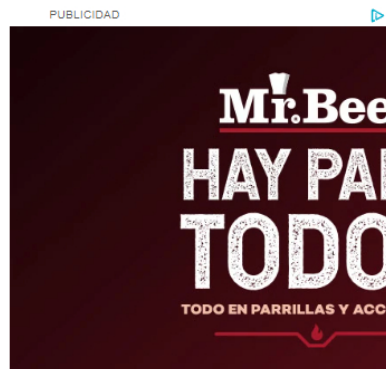 PUBLICIDAD
Mr.Bee
HAY PA
TODO
TODO EN PARRILLAS Y ACC